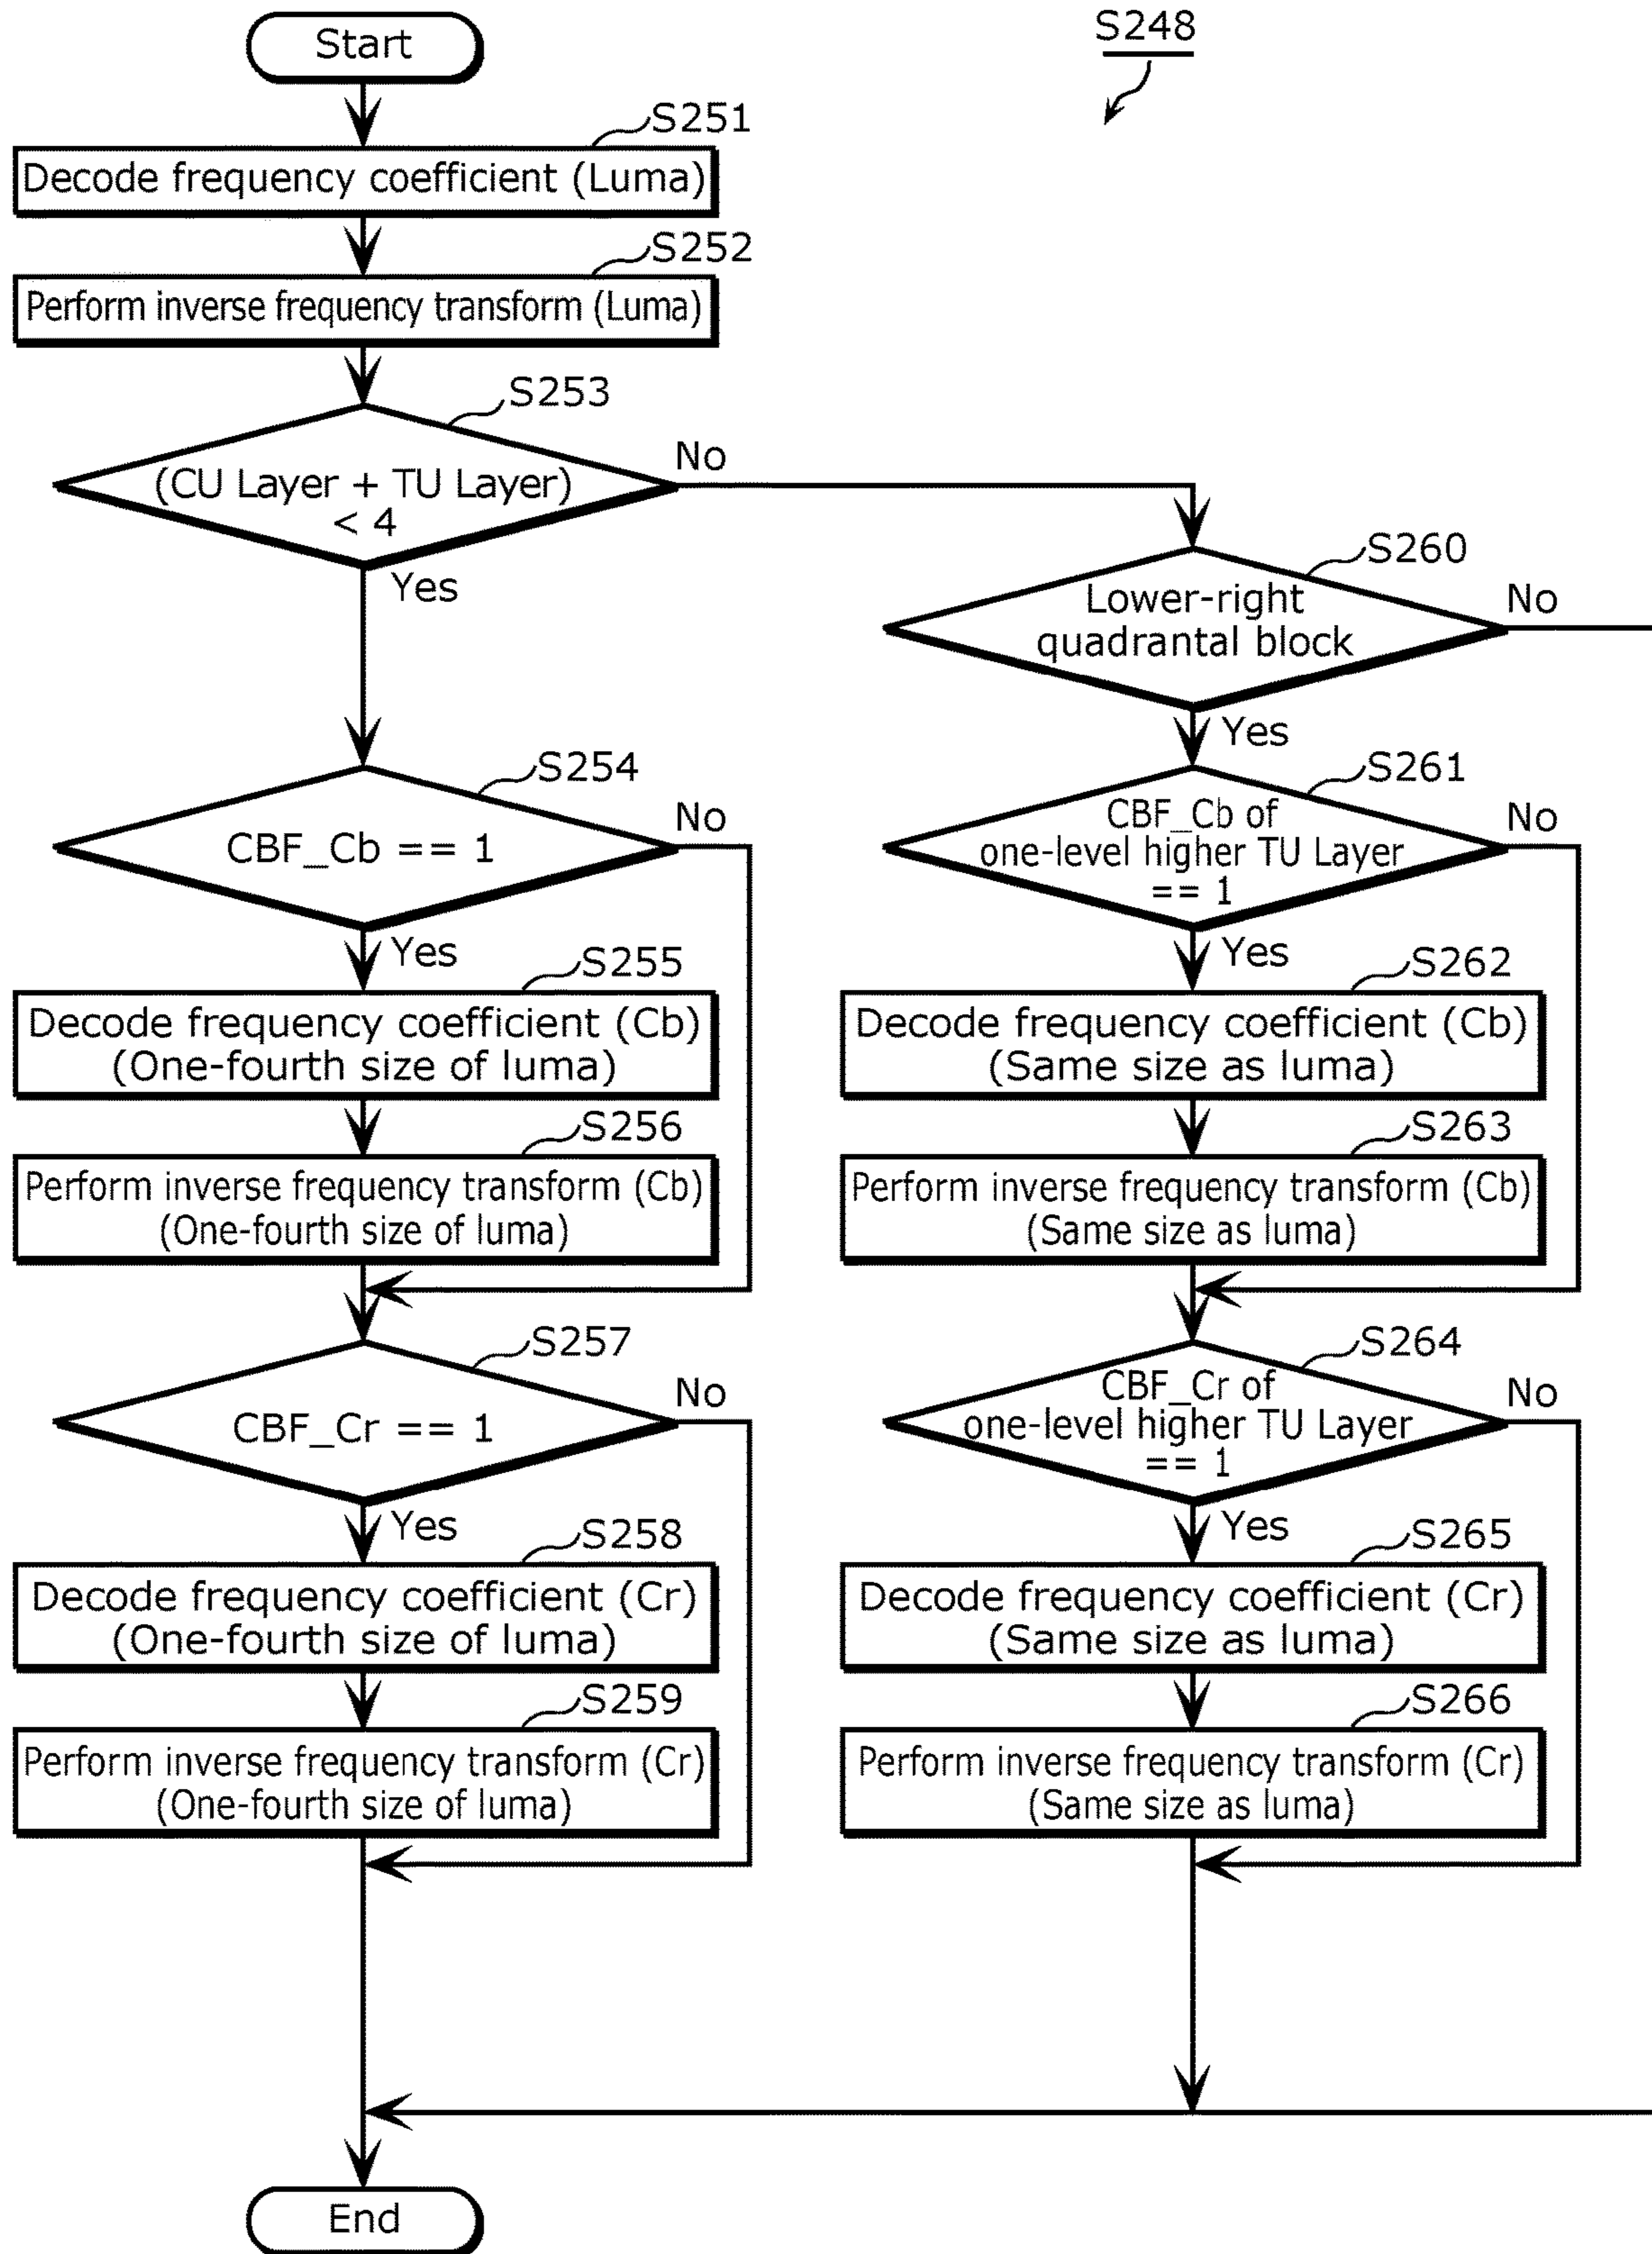 Start
S248
S251
Decode frequency coefficient (Luma)
S252
Perform inverse frequency transform (Luma)
S253
(CU Layer + TU Layer)
< 4
No
Yes
S260
Lower-right
quadrantal block
No
Yes
S254
CBF_Cb == 1
No
Yes
S255
Decode frequency coefficient (Cb)
(One-fourth size of luma)
S256
Perform inverse frequency transform (Cb)
(One-fourth size of luma)
S257
CBF_Cr == 1
No
Yes
S258
Decode frequency coefficient (Cr)
(One-fourth size of luma)
S259
Perform inverse frequency transform (Cr)
(One-fourth size of luma)
S261
CBF_Cb of
one-level higher TU Layer
== 1
No
Yes
S262
Decode frequency coefficient (Cb)
(Same size as luma)
S263
Perform inverse frequency transform (Cb)
(Same size as luma)
S264
CBF_Cr of
one-level higher TU Layer
== 1
No
Yes
S265
Decode frequency coefficient (Cr)
(Same size as luma)
S266
Perform inverse frequency transform (Cr)
(Same size as luma)
End